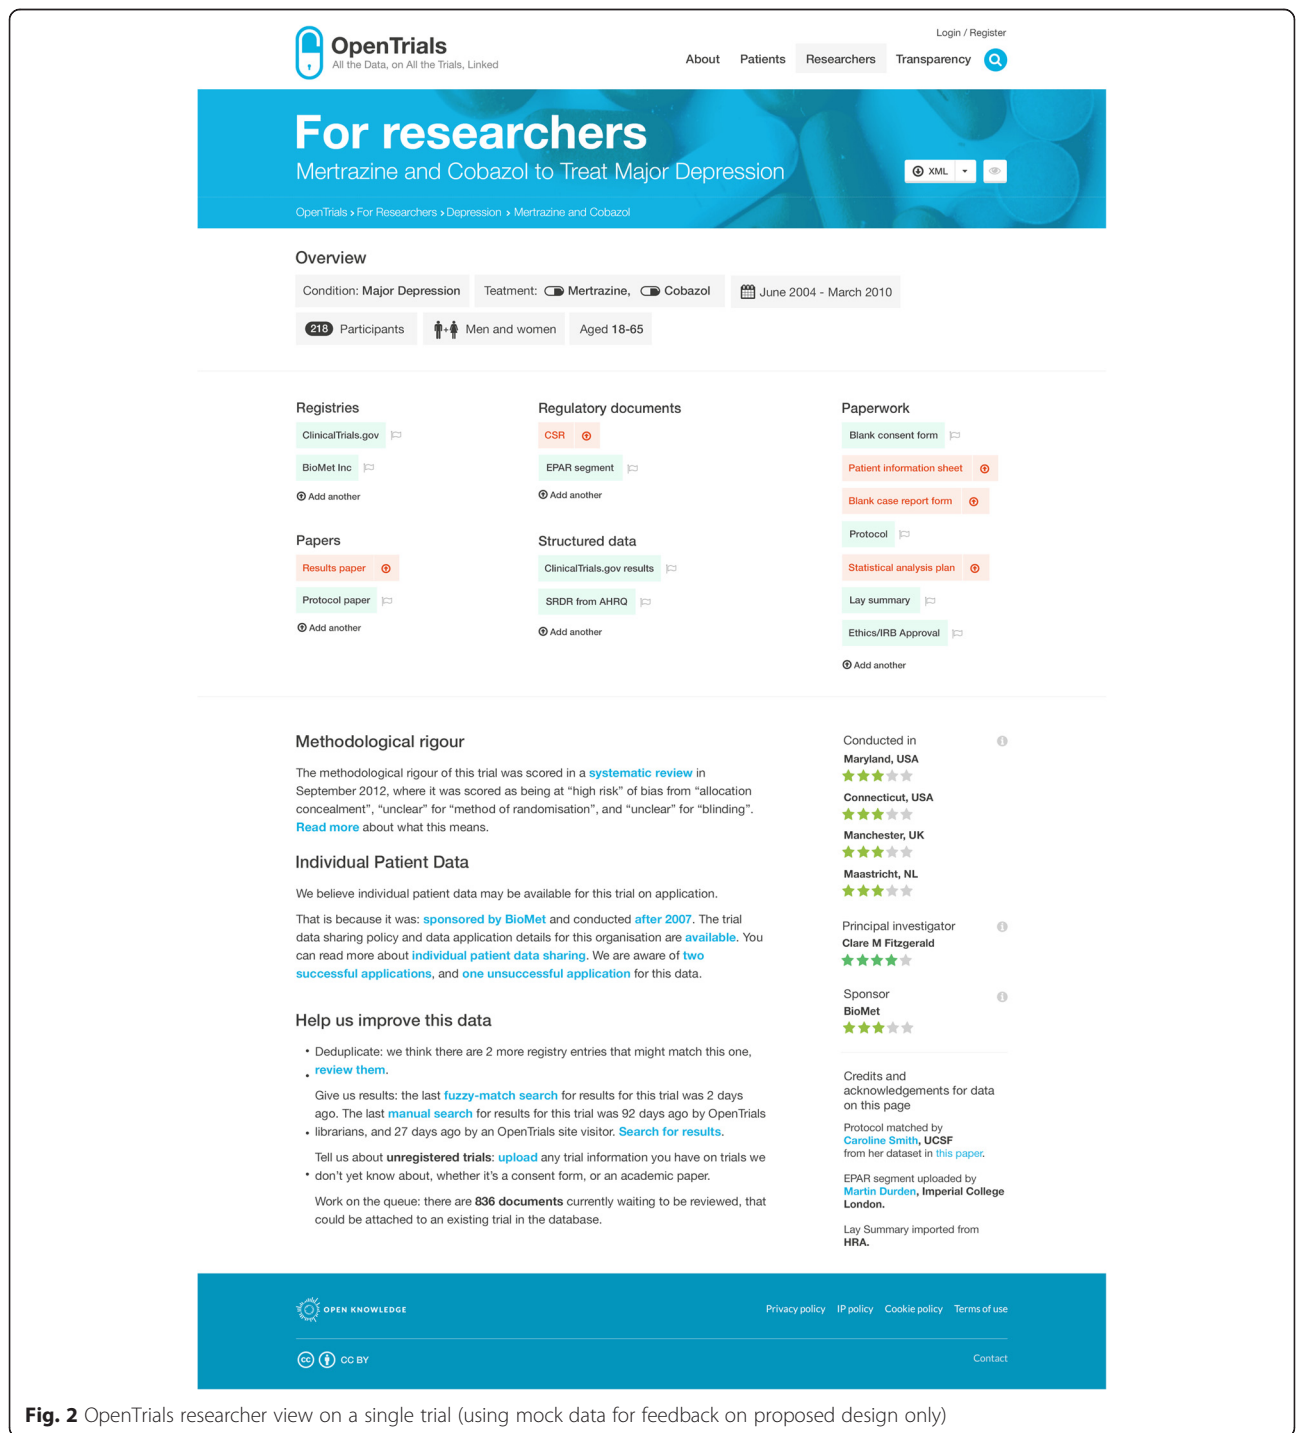 OpenTrials
All the Data, on All the Trials, Linked
Login / Register
About Patients Researchers Transparency
For researchers
Mertrazine and Cobazol to Treat Major Depression
XML
OpenTrials › For Researchers › Depression › Mertrazine and Cobazol
Overview
Condition: Major Depression Teatment: Mertrazine, Cobazol June 2004 - March 2010
218 Participants Men and women Aged 18-65
Registries
ClinicalTrials.gov
BioMet Inc
Add another
Papers
Results paper
Protocol paper
Add another
Regulatory documents
CSR
EPAR segment
Add another
Structured data
ClinicalTrials.gov results
SRDR from AHRQ
Add another
Paperwork
Blank consent form
Patient information sheet
Blank case report form
Protocol
Statistical analysis plan
Lay summary
Ethics/IRB Approval
Add another
Methodological rigour
The methodological rigour of this trial was scored in a systematic review in
September 2012, where it was scored as being at “high risk” of bias from “allocation
concealment”, “unclear” for “method of randomisation”, and “unclear” for “blinding”.
Read more about what this means.
Individual Patient Data
We believe individual patient data may be available for this trial on application.
That is because it was: sponsored by BioMet and conducted after 2007. The trial
data sharing policy and data application details for this organisation are available. You
can read more about individual patient data sharing. We are aware of two
successful applications, and one unsuccessful application for this data.
Help us improve this data
• Deduplicate: we think there are 2 more registry entries that might match this one,
• review them.
Give us results: the last fuzzy-match search for results for this trial was 2 days
ago. The last manual search for results for this trial was 92 days ago by OpenTrials
• librarians, and 27 days ago by an OpenTrials site visitor. Search for results.
Tell us about unregistered trials: upload any trial information you have on trials we
• don’t yet know about, whether it’s a consent form, or an academic paper.
Work on the queue: there are 836 documents currently waiting to be reviewed, that
could be attached to an existing trial in the database.
Conducted in
Maryland, USA
Connecticut, USA
Manchester, UK
Maastricht, NL
Principal investigator
Clare M Fitzgerald
Sponsor
BioMet
Credits and
acknowledgements for data
on this page
Protocol matched by
Caroline Smith, UCSF
from her dataset in this paper.
EPAR segment uploaded by
Martin Durden, Imperial College
London.
Lay Summary imported from
HRA.
OPEN KNOWLEDGE
Privacy policy IP policy Cookie policy Terms of use
cc CC BY
Contact
Fig. 2 OpenTrials researcher view on a single trial (using mock data for feedback on proposed design only)